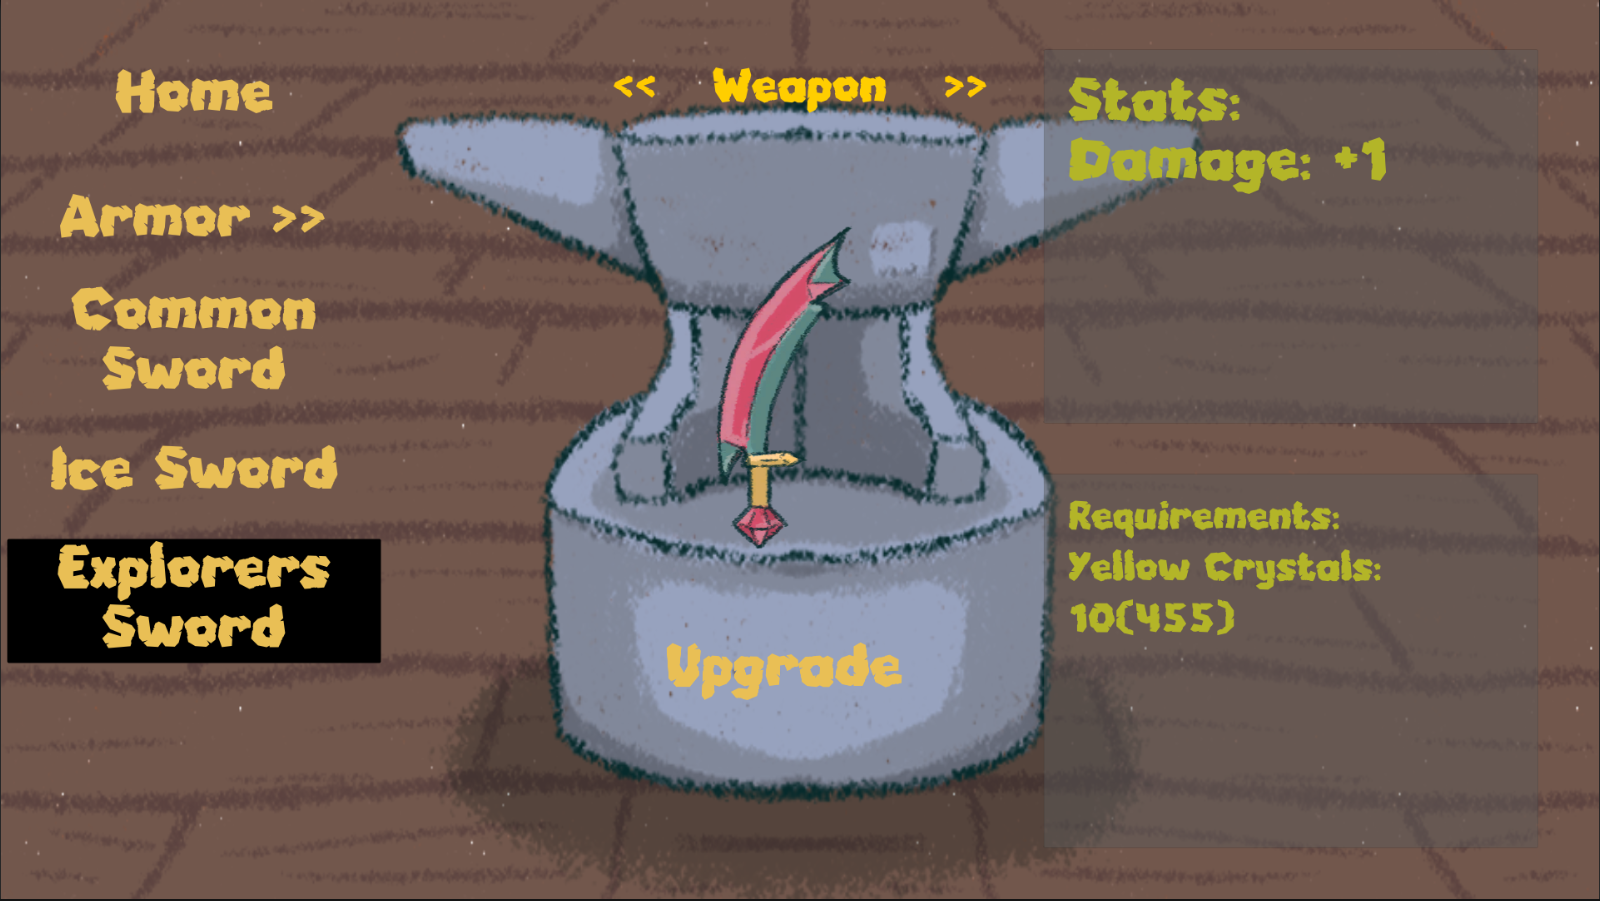 Home
Armor >>
Common
Sword
Ice Sword
Explorers
Sword
<< Weapon >>
Upgrade
Stats:
Damage: +1
Requirements:
Yellow Crystals:
10(455)